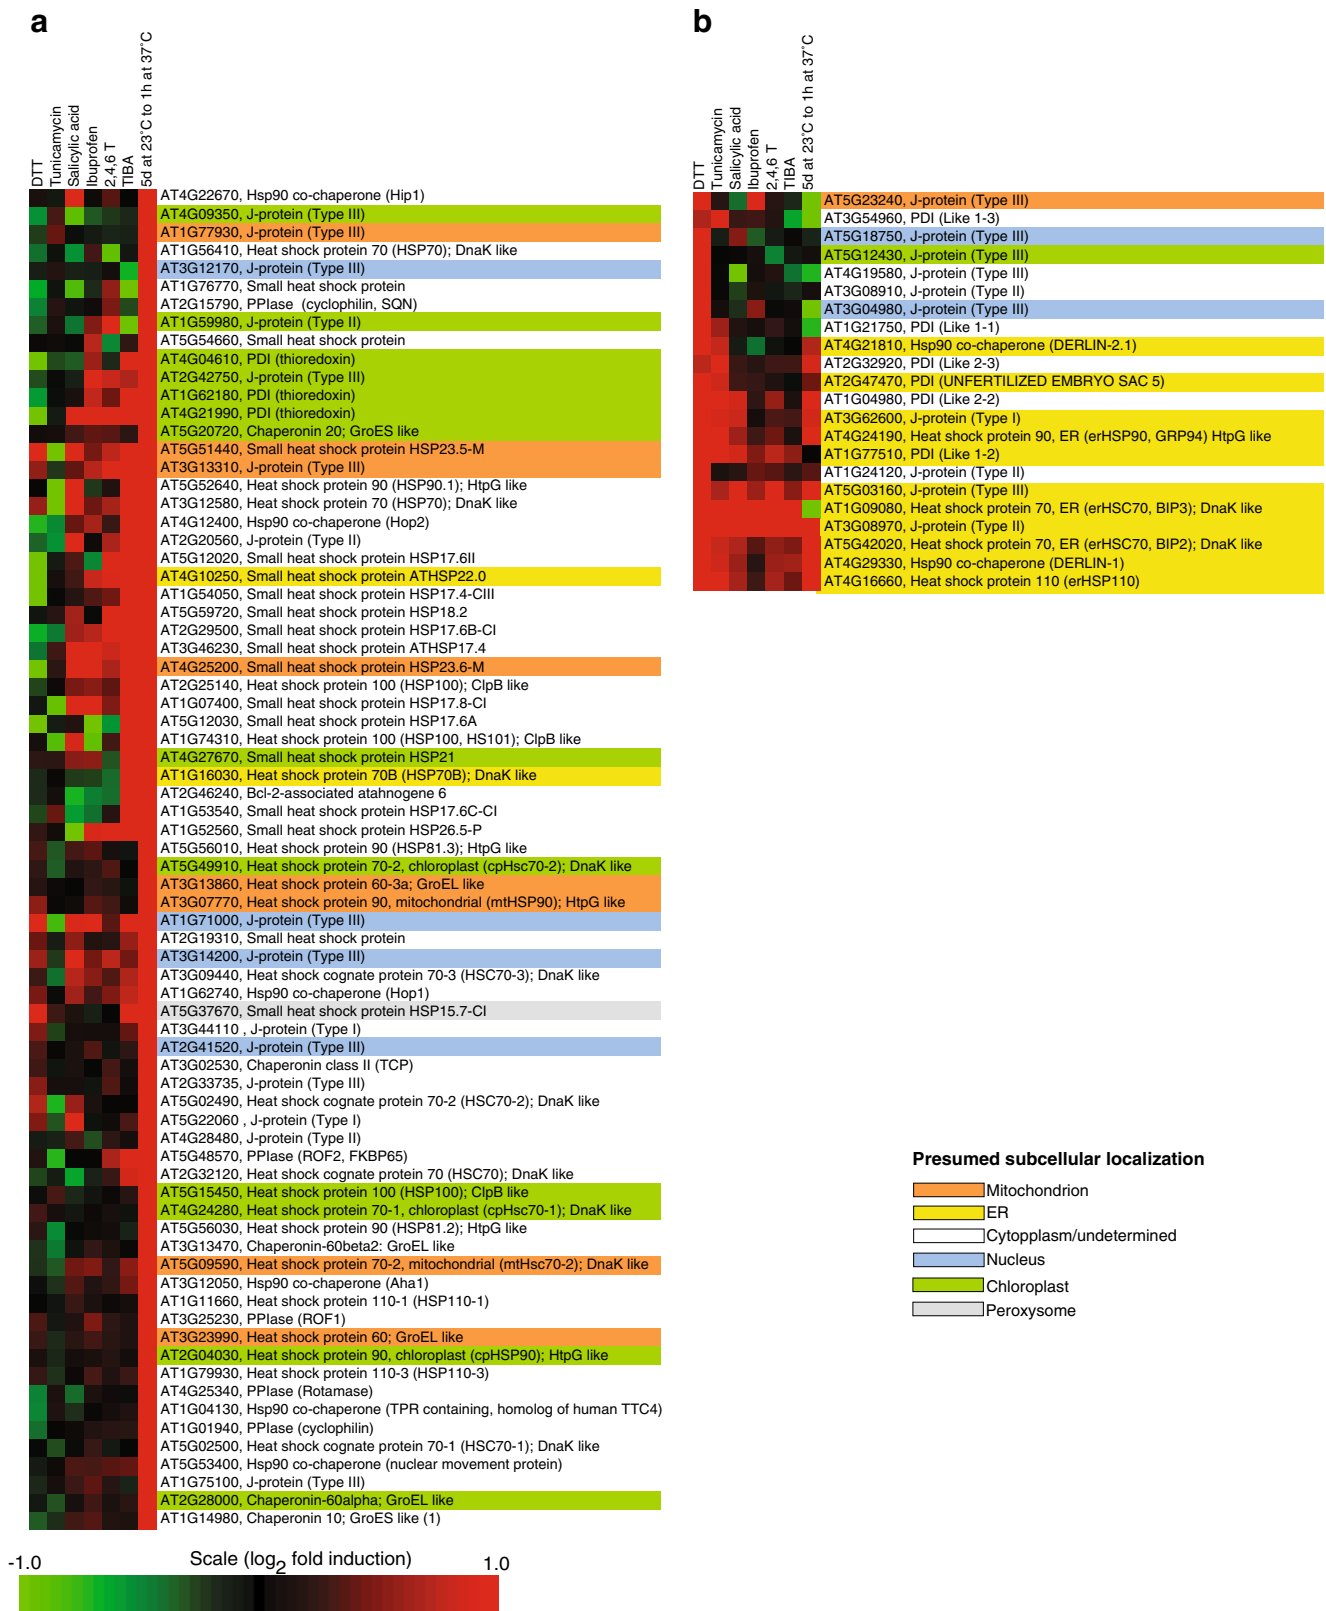 a
DTT
Tunicamycin
Salicylic acid
Ibuprofen
2,4,6 T
TIBA
5d at 23˚C to 1h at 37˚C
AT4G22670, Hsp90 co-chaperone (Hip1)
AT4G09350, J-protein (Type III)
AT1G77930, J-protein (Type III)
AT1G56410, Heat shock protein 70 (HSP70); DnaK like
AT3G12170, J-protein (Type III)
AT1G76770, Small heat shock protein
AT2G15790, PPIase (cyclophilin, SQN)
AT1G59980, J-protein (Type II)
AT5G54660, Small heat shock protein
AT4G04610, PDI (thioredoxin)
AT2G42750, J-protein (Type III)
AT1G62180, PDI (thioredoxin)
AT4G21990, PDI (thioredoxin)
AT5G20720, Chaperonin 20; GroES like
AT5G51440, Small heat shock protein HSP23.5-M
AT3G13310, J-protein (Type III)
AT5G52640, Heat shock protein 90 (HSP90.1); HtpG like
AT3G12580, Heat shock protein 70 (HSP70); DnaK like
AT4G12400, Hsp90 co-chaperone (Hop2)
AT2G20560, J-protein (Type II)
AT5G12020, Small heat shock protein HSP17.6II
AT4G10250, Small heat shock protein ATHSP22.0
AT1G54050, Small heat shock protein HSP17.4-CIII
AT5G59720, Small heat shock protein HSP18.2
AT2G29500, Small heat shock protein HSP17.6B-CI
AT3G46230, Small heat shock protein ATHSP17.4
AT4G25200, Small heat shock protein HSP23.6-M
AT2G25140, Heat shock protein 100 (HSP100); ClpB like
AT1G07400, Small heat shock protein HSP17.8-CI
AT5G12030, Small heat shock protein HSP17.6A
AT1G74310, Heat shock protein 100 (HSP100, HS101); ClpB like
AT4G27670, Small heat shock protein HSP21
AT1G16030, Heat shock protein 70B (HSP70B); DnaK like
AT2G46240, Bcl-2-associated atahnogene 6
AT1G53540, Small heat shock protein HSP17.6C-CI
AT1G52560, Small heat shock protein HSP26.5-P
AT5G56010, Heat shock protein 90 (HSP81.3); HtpG like
AT5G49910, Heat shock protein 70-2, chloroplast (cpHsc70-2); DnaK like
AT3G13860, Heat shock protein 60-3a; GroEL like
AT3G07770, Heat shock protein 90, mitochondrial (mtHSP90); HtpG like
AT1G71000, J-protein (Type III)
AT2G19310, Small heat shock protein
AT3G14200, J-protein (Type III)
AT3G09440, Heat shock cognate protein 70-3 (HSC70-3); DnaK like
AT1G62740, Hsp90 co-chaperone (Hop1)
AT5G37670, Small heat shock protein HSP15.7-CI
AT3G44110 , J-protein (Type I)
AT2G41520, J-protein (Type III)
AT3G02530, Chaperonin class II (TCP)
AT2G33735, J-protein (Type III)
AT5G02490, Heat shock cognate protein 70-2 (HSC70-2); DnaK like
AT5G22060 , J-protein (Type I)
AT4G28480, J-protein (Type II)
AT5G48570, PPIase (ROF2, FKBP65)
AT2G32120, Heat shock cognate protein 70 (HSC70); DnaK like
AT5G15450, Heat shock protein 100 (HSP100); ClpB like
AT4G24280, Heat shock protein 70-1, chloroplast (cpHsc70-1); DnaK like
AT5G56030, Heat shock protein 90 (HSP81.2); HtpG like
AT3G13470, Chaperonin-60beta2: GroEL like
AT5G09590, Heat shock protein 70-2, mitochondrial (mtHsc70-2); DnaK like
AT3G12050, Hsp90 co-chaperone (Aha1)
AT1G11660, Heat shock protein 110-1 (HSP110-1)
AT3G25230, PPIase (ROF1)
AT3G23990, Heat shock protein 60; GroEL like
AT2G04030, Heat shock protein 90, chloroplast (cpHSP90); HtpG like
AT1G79930, Heat shock protein 110-3 (HSP110-3)
AT4G25340, PPIase (Rotamase)
AT1G04130, Hsp90 co-chaperone (TPR containing, homolog of human TTC4)
AT1G01940, PPIase (cyclophilin)
AT5G02500, Heat shock cognate protein 70-1 (HSC70-1); DnaK like
AT5G53400, Hsp90 co-chaperone (nuclear movement protein)
AT1G75100, J-protein (Type III)
AT2G28000, Chaperonin-60alpha; GroEL like
AT1G14980, Chaperonin 10; GroES like (1)
-1.0 Scale (log2 fold induction) 1.0
b
DTT
Tunicamycin
Salicylic acid
Ibuprofen
2,4,6 T
TIBA
5d at 23˚C to 1h at 37˚C
AT5G23240, J-protein (Type III)
AT3G54960, PDI (Like 1-3)
AT5G18750, J-protein (Type III)
AT5G12430, J-protein (Type III)
AT4G19580, J-protein (Type III)
AT3G08910, J-protein (Type II)
AT3G04980, J-protein (Type III)
AT1G21750, PDI (Like 1-1)
AT4G21810, Hsp90 co-chaperone (DERLIN-2.1)
AT2G32920, PDI (Like 2-3)
AT2G47470, PDI (UNFERTILIZED EMBRYO SAC 5)
AT1G04980, PDI (Like 2-2)
AT3G62600, J-protein (Type I)
AT4G24190, Heat shock protein 90, ER (erHSP90, GRP94) HtpG like
AT1G77510, PDI (Like 1-2)
AT1G24120, J-protein (Type II)
AT5G03160, J-protein (Type III)
AT1G09080, Heat shock protein 70, ER (erHSC70, BIP3); DnaK like
AT3G08970, J-protein (Type II)
AT5G42020, Heat shock protein 70, ER (erHSC70, BIP2); DnaK like
AT4G29330, Hsp90 co-chaperone (DERLIN-1)
AT4G16660, Heat shock protein 110 (erHSP110)
Presumed subcellular localization
Mitochondrion
ER
Cytopplasm/undetermined
Nucleus
Chloroplast
Peroxysome